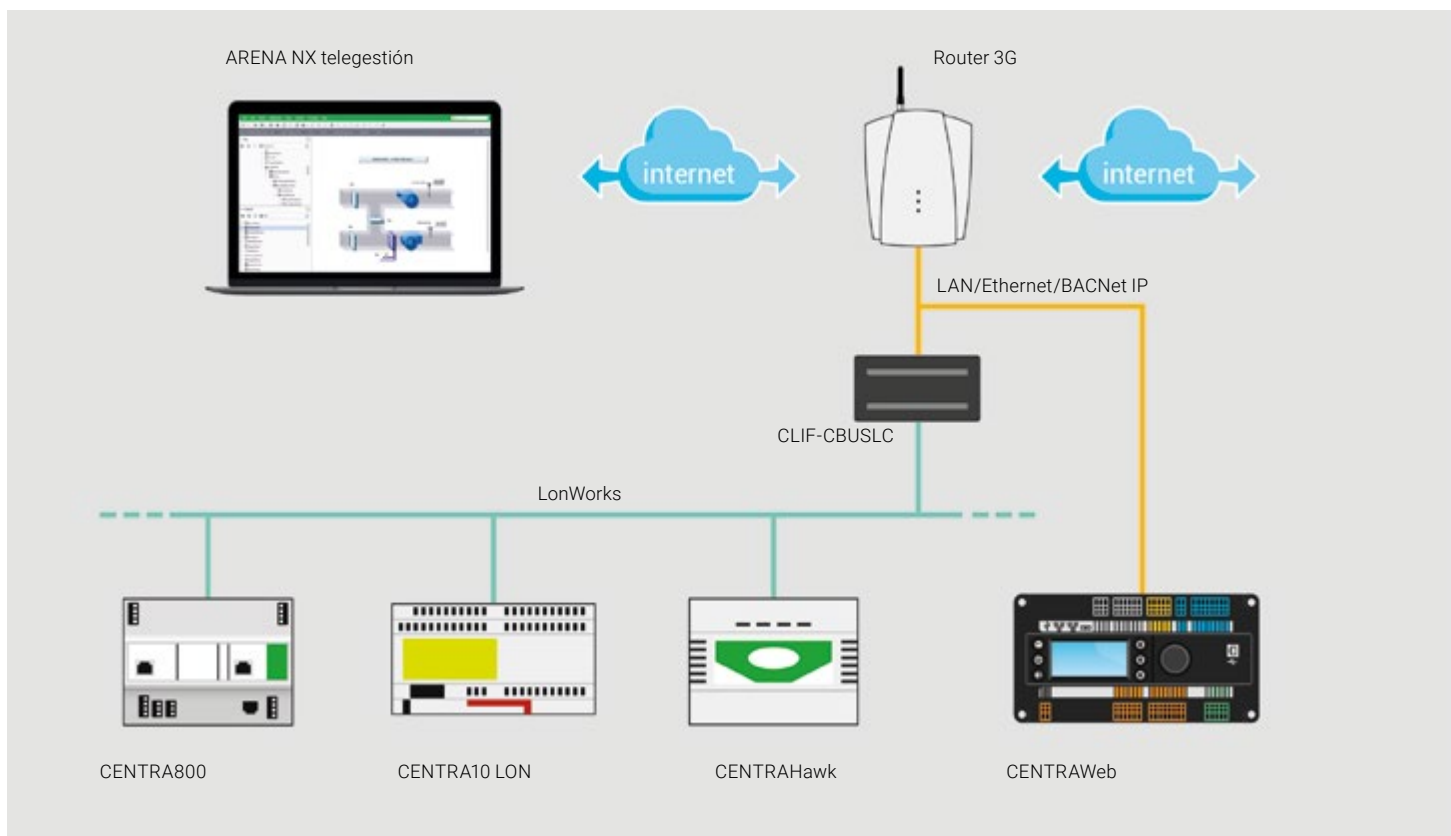 ARENA NX telegestión
Router 3G
internet
internet
LAN/Ethernet/BACNet IP
CLIF-CBUSLC
LonWorks
CENTRA800
CENTRA10 LON
CENTRAHawk
CENTRAWeb